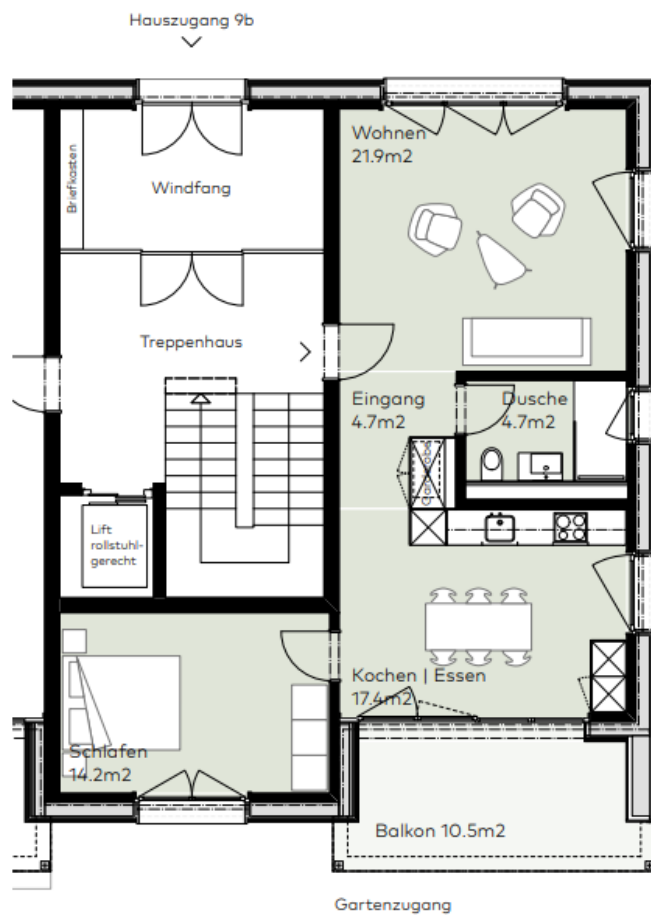 Hauszugang 9b
Wohnen
21.9m2
Briefkasten
Windfang
Treppenhaus
Eingang
4.7m2
Dusche
4.7m2
Garderobe
Lift
rollstuhl-
gerecht
Kochen | Essen
17.4m2
Schlafen
14.2m2
Balkon 10.5m2
Gartenzugang